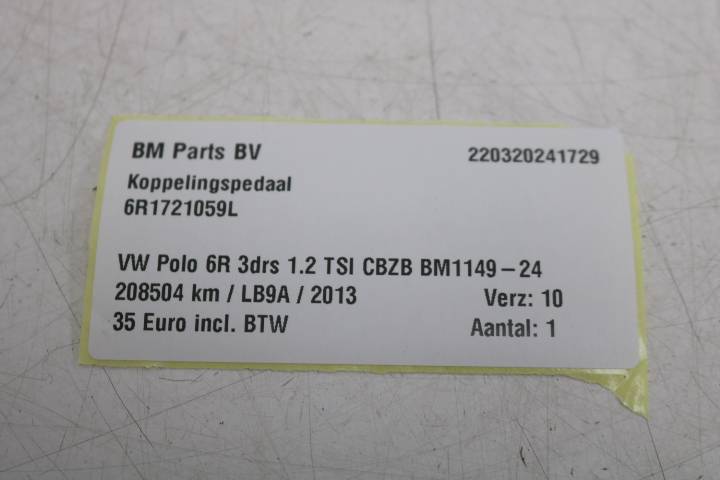 BM Parts BV 220320241729
Koppelingspedaal
6R1721059L
VW Polo 6R 3drs 1.2 TSI CBZB BM1149-24
208504 km / LB9A / 2013 Verz: 10
35 Euro incl. BTW Aantal: 1